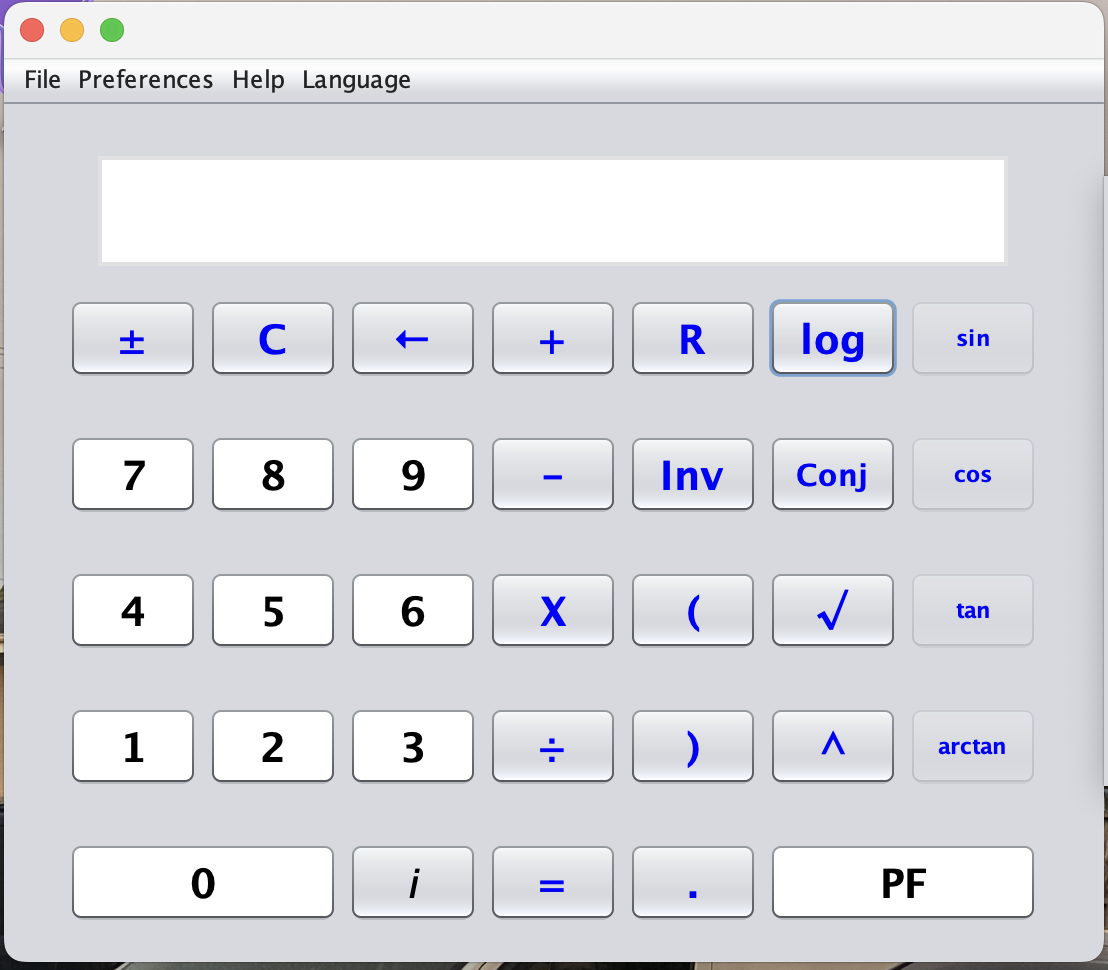 File Preferences Help Language
± C ← + R log sin
7 8 9 – Inv Conj cos
4 5 6 X ( √ tan
1 2 3 ÷ ) ^ arctan
0 i = . PF